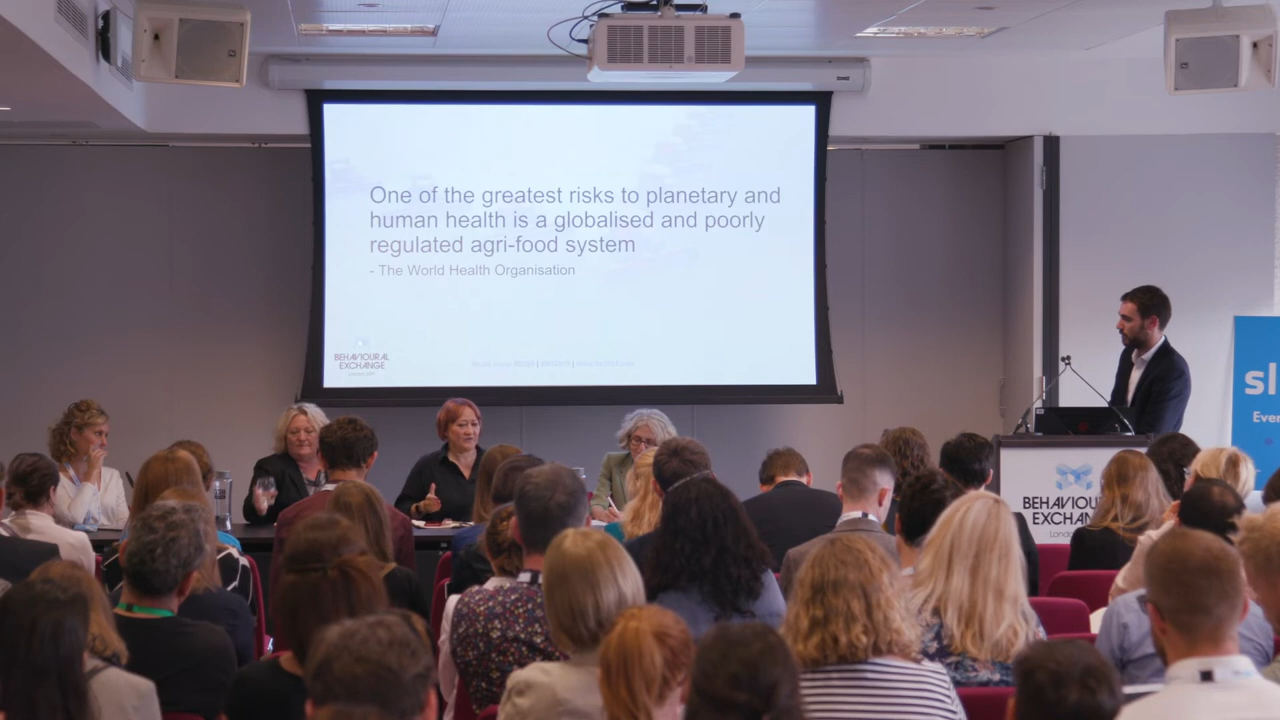 One of the greatest risks to planetary and
human health is a globalised and poorly
regulated agri-food system
- The World Health Organisation
BEHAVIOURAL
EXCHANGE
sl
Ever
BEHAVIOU
EXCHAN
Lond